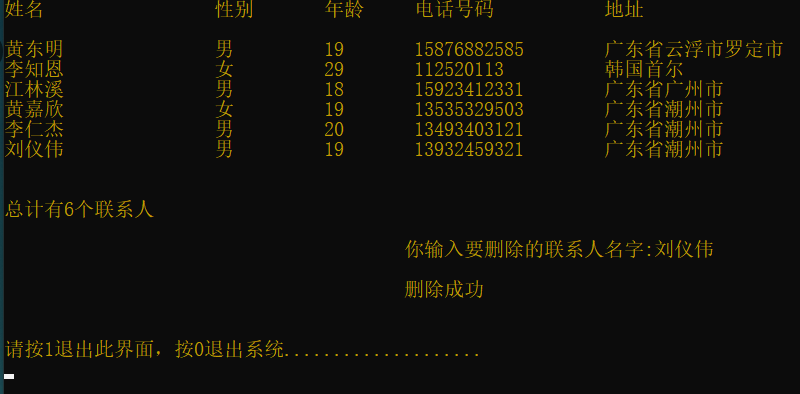 姓名 性别 年龄 电话号码 地址
黄东明 男 19 15876882585 广东省云浮市罗定市
李知恩 女 29 112520113 韩国首尔
江林溪 男 18 15923412331 广东省广州市
黄嘉欣 女 19 13535329503 广东省潮州市
李仁杰 男 20 13493403121 广东省潮州市
刘仪伟 男 19 13932459321 广东省潮州市
总计有6个联系人
你输入要删除的联系人名字:刘仪伟
删除成功
请按1退出此界面，按0退出系统....................